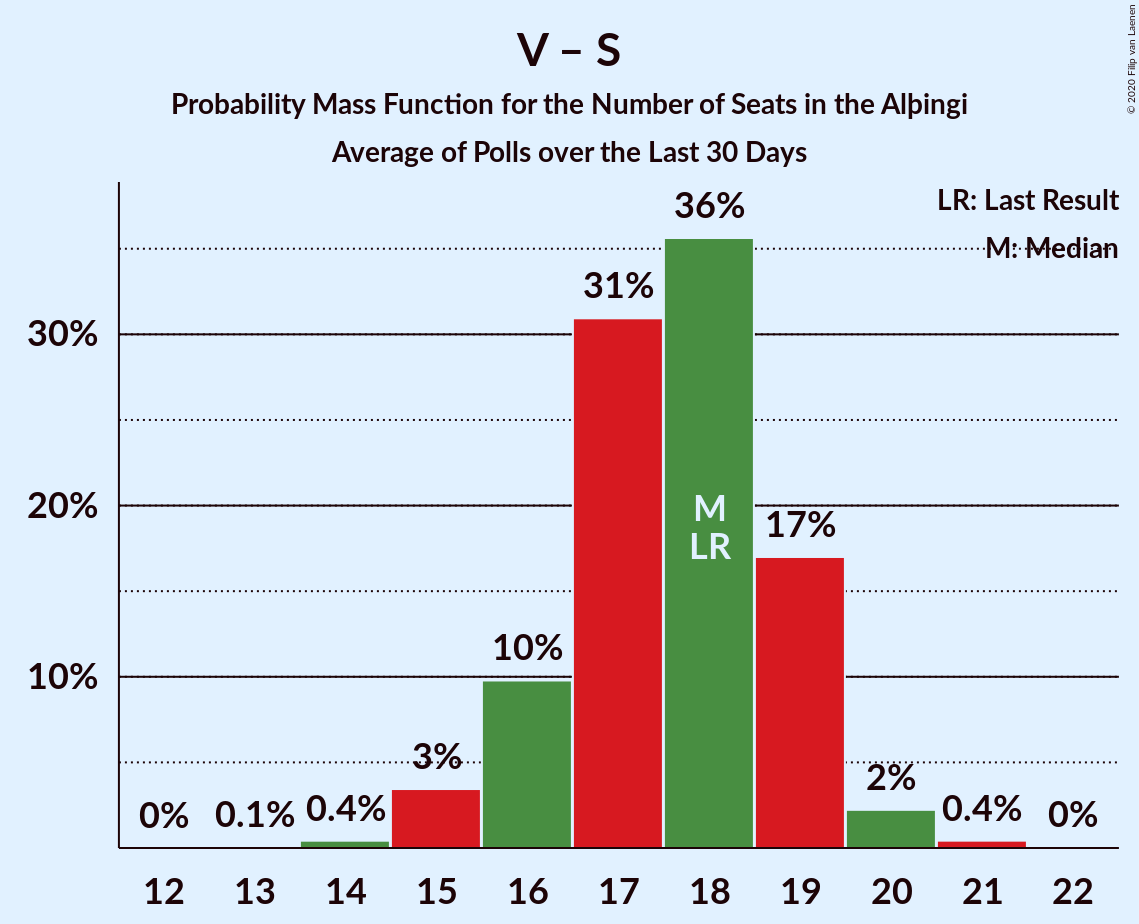 V – S
Probability Mass Function for the Number of Seats in the Alþingi
Average of Polls over the Last 30 Days
© 2020 Filip van Laenen
LR: Last Result
M: Median
30%
20%
10%
0%
0.1%
0.4%
3%
10%
31%
36%
17%
2%
0.4%
0%
M
LR
12 13 14 15 16 17 18 19 20 21 22